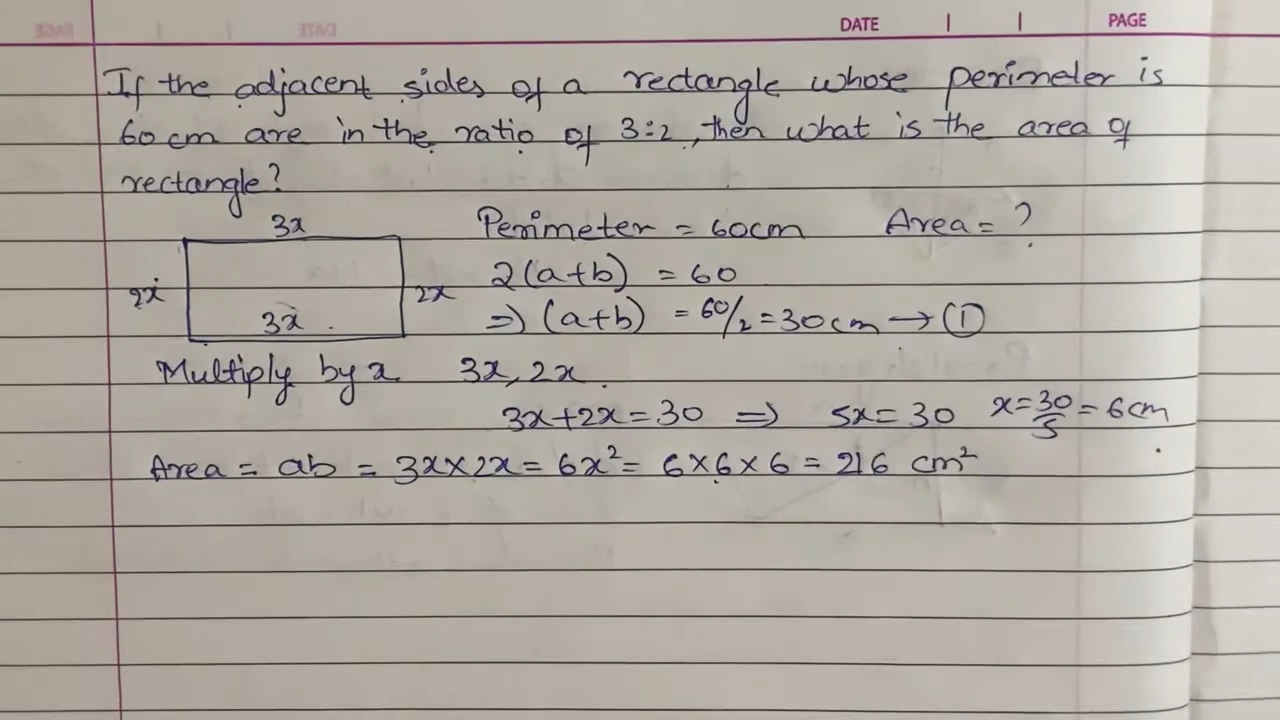 DATE | | PAGE
If the adjacent sides of a rectangle whose perimeter is
60 cm are in the ratio of 3:2, then what is the area of
rectangle?
3x
Perimeter = 60cm Area = ?
2x 2x 2(a+b) = 60
3x ⇒ (a+b) = 60/2 = 30cm → ①
Multiply by x 3x, 2x.
3x+2x = 30 ⇒ 5x = 30 x = 30/5 = 6cm
Area = ab = 3x×2x = 6x² = 6×6×6 = 216 cm²